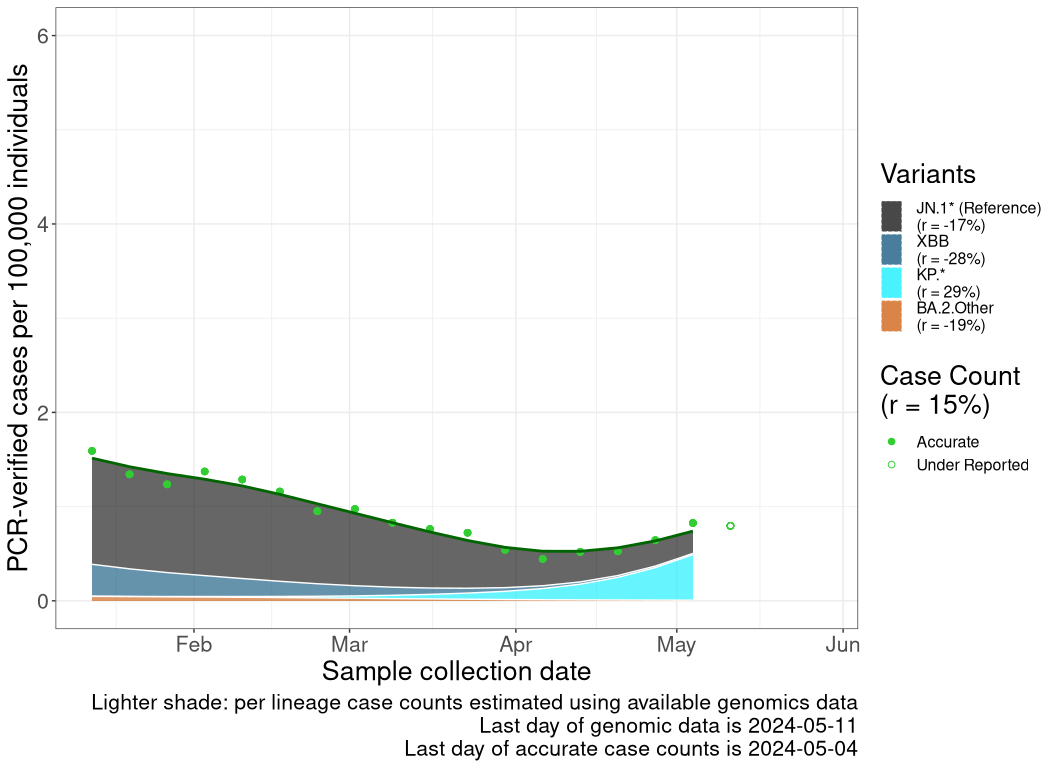 PCR-verified cases per 100,000 individuals
6
4
2
0
Feb
Mar
Apr
May
Jun
Sample collection date
Lighter shade: per lineage case counts estimated using available genomics data
Last day of genomic data is 2024-05-11
Last day of accurate case counts is 2024-05-04
Variants
JN.1* (Reference)
(r = -17%)
XBB
(r = -28%)
KP.*
(r = 29%)
BA.2.Other
(r = -19%)
Case Count
(r = 15%)
Accurate
Under Reported